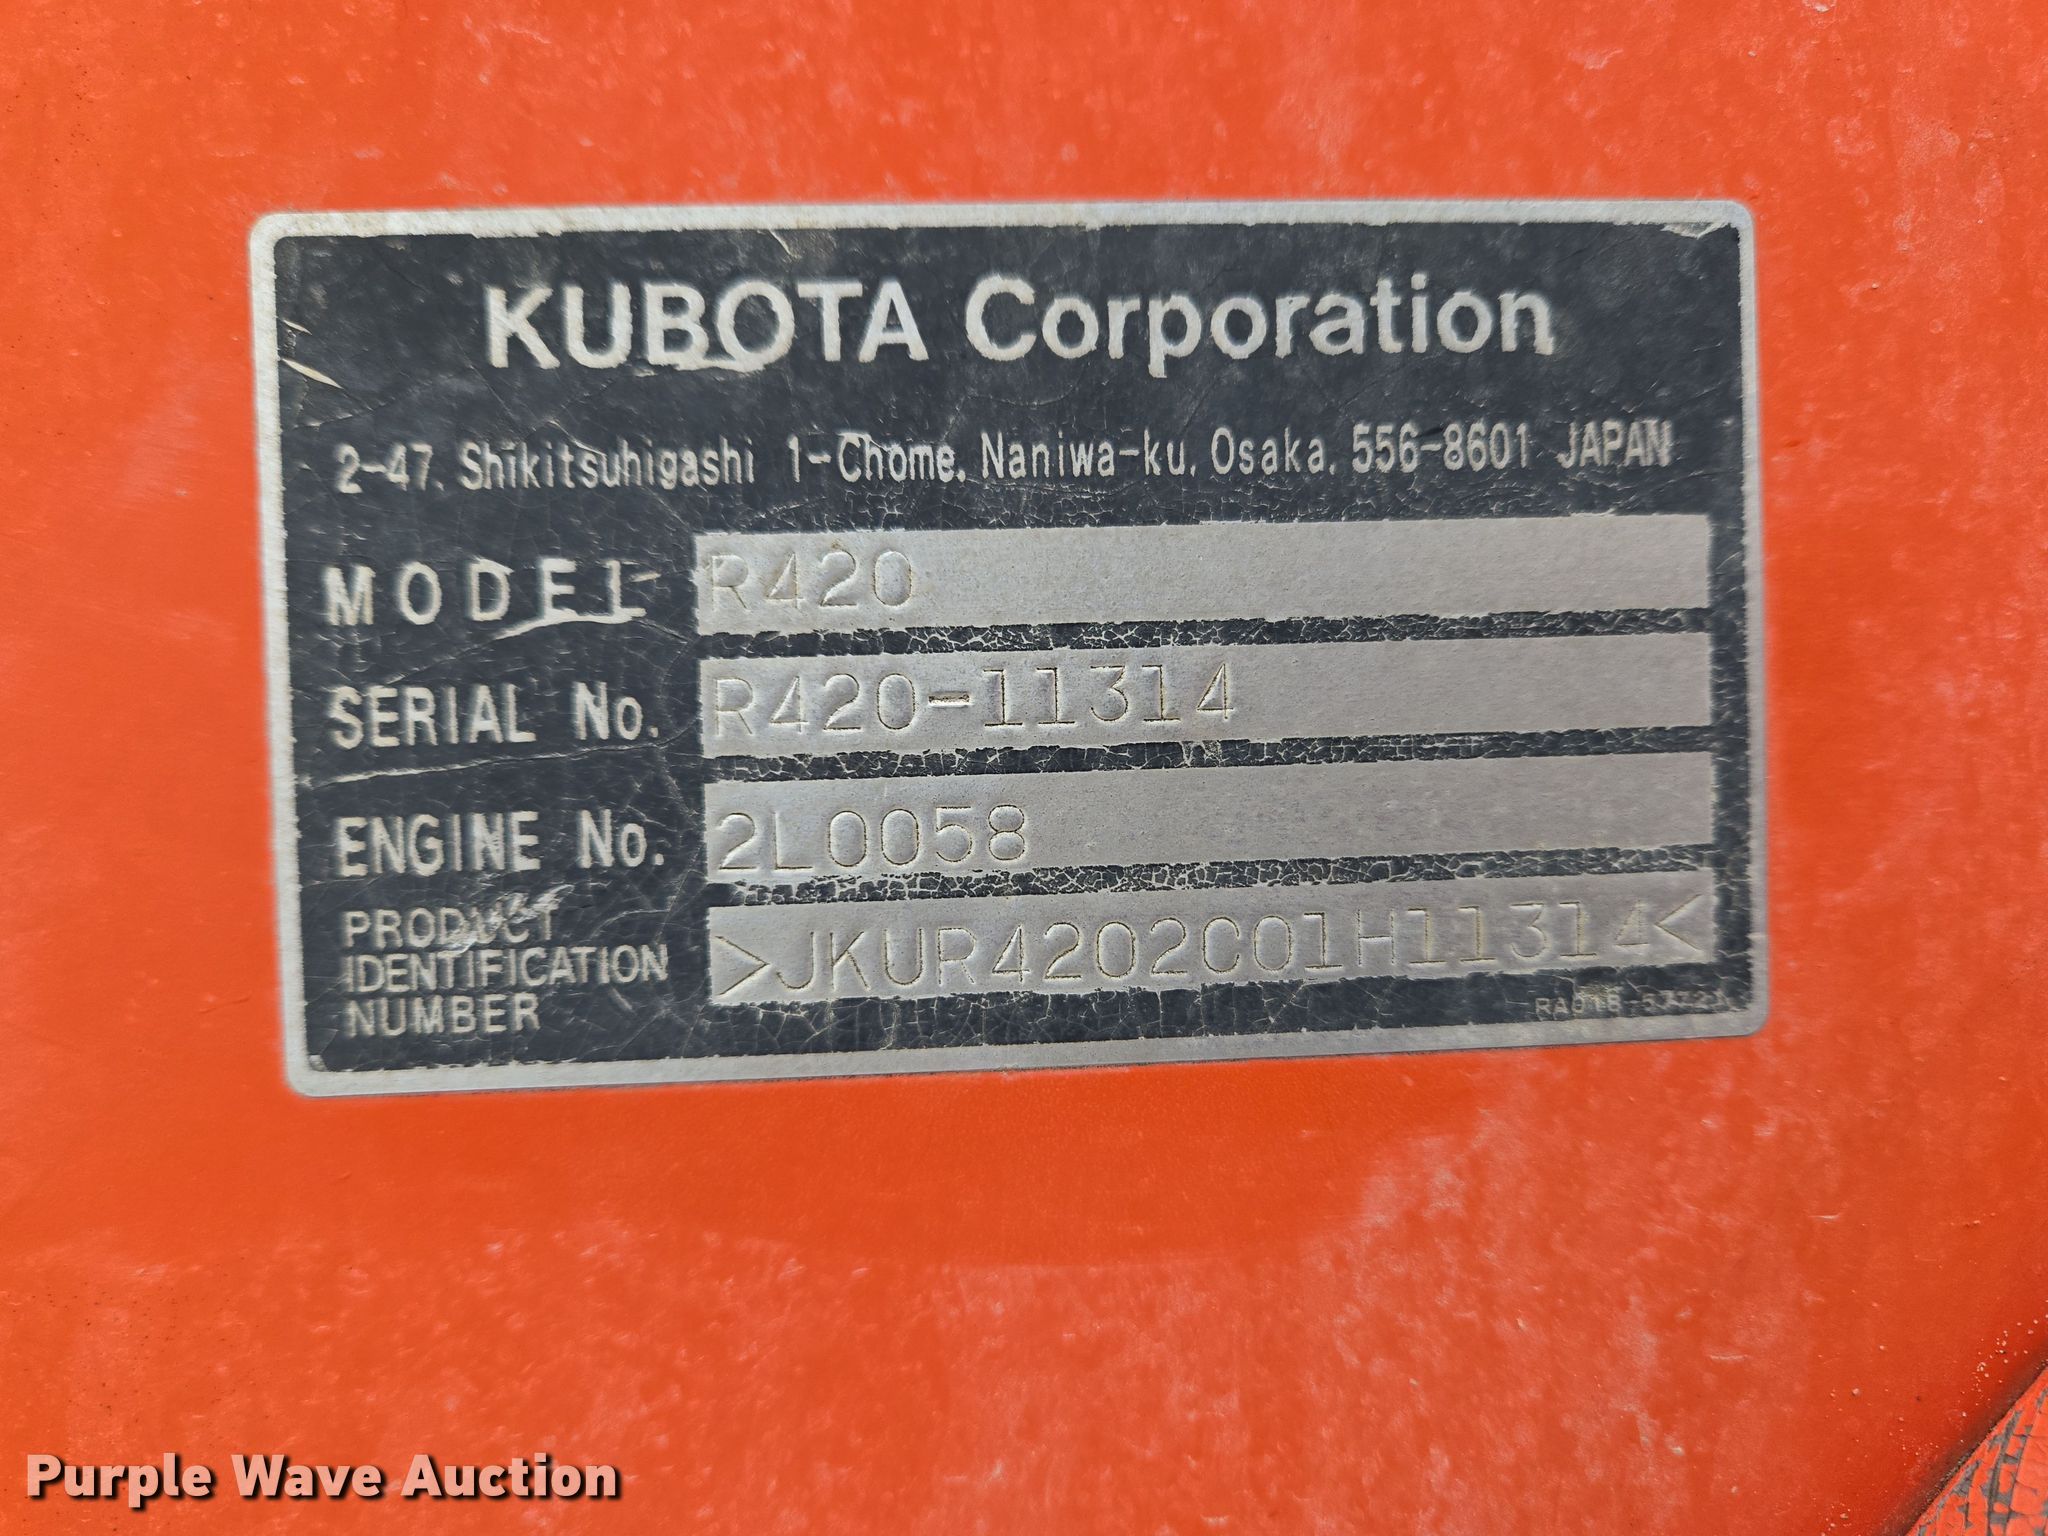 KUBOTA Corporation
2-47, Shikitsuhigashi 1-Chome, Naniwa-ku, Osaka, 556-8601 JAPAN
MODEL R420
SERIAL No. R420-11314
ENGINE No. 2L0058
PRODUCT
IDENTIFICATION
NUMBER
>JKUR4202C01H11314<
Purple Wave Auction